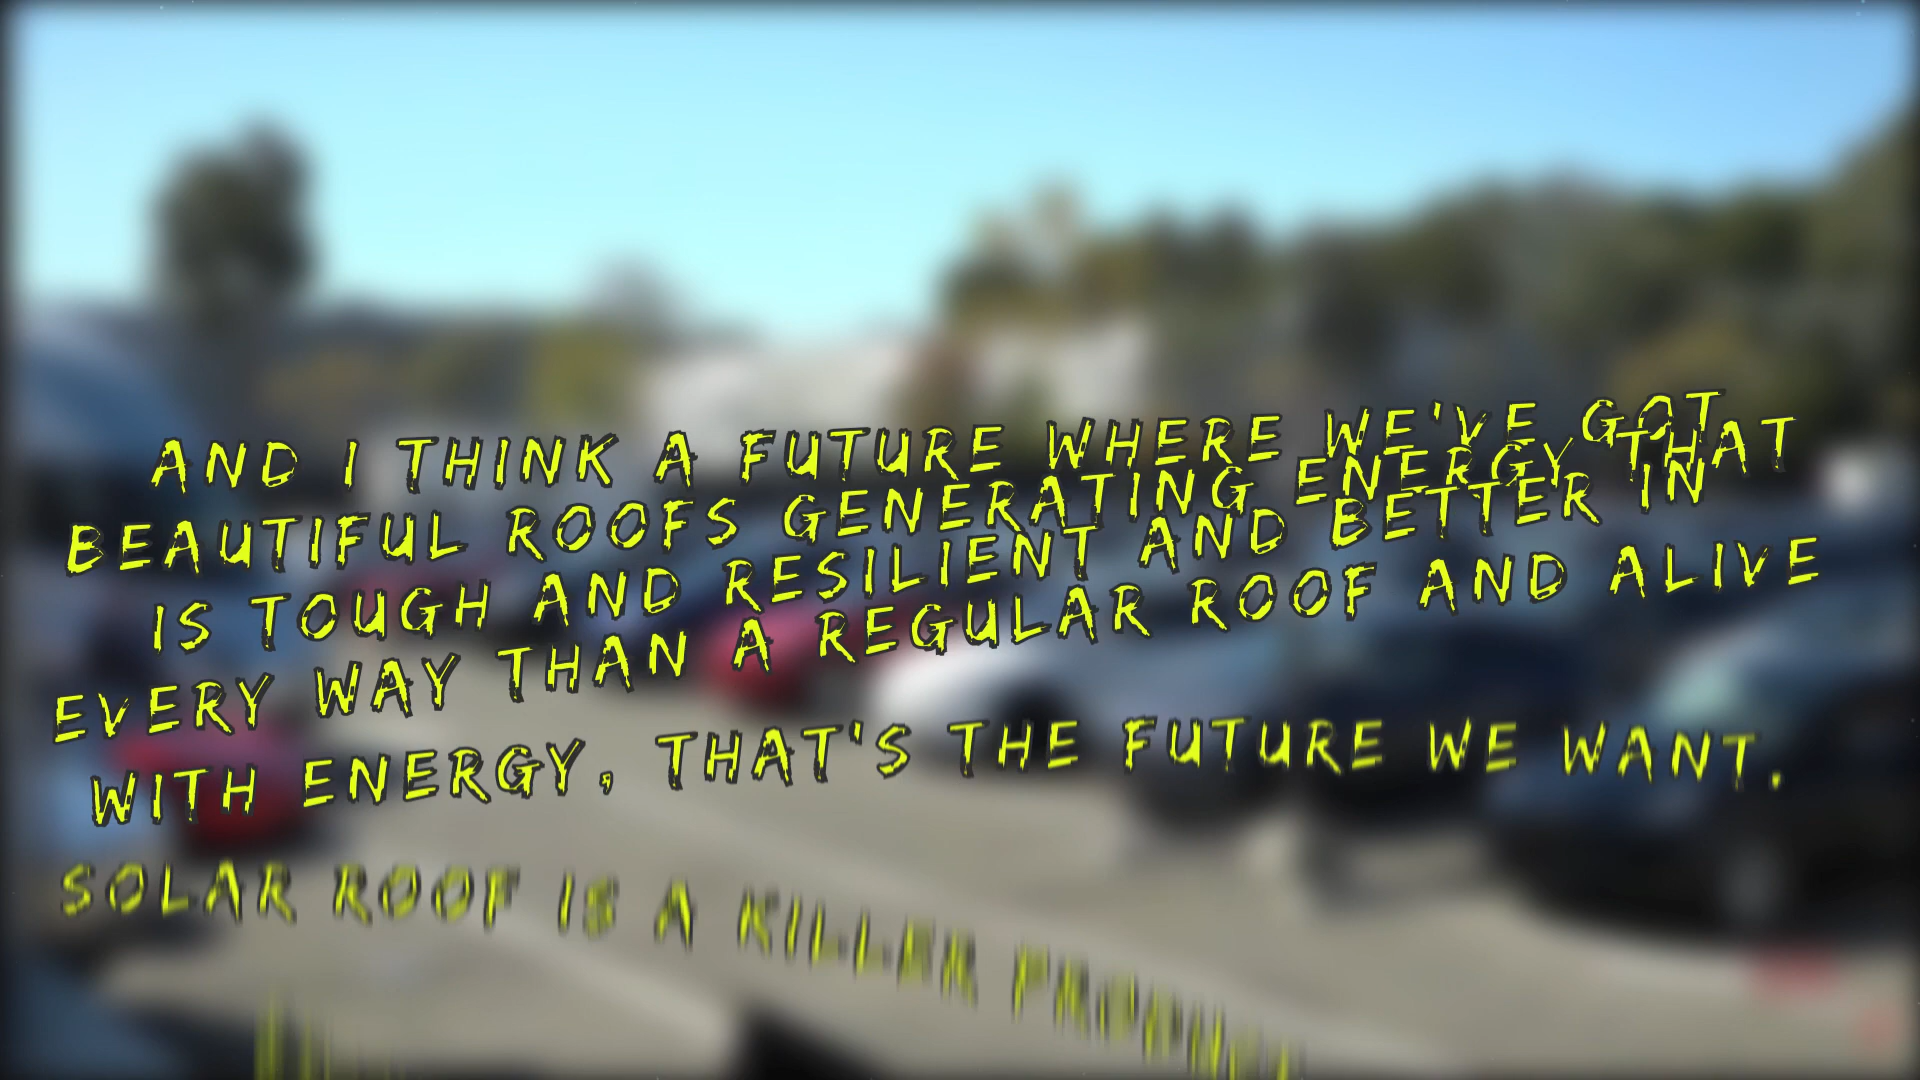 AND I THINK A FUTURE WHERE WE'VE GOT
BEAUTIFUL ROOFS GENERATING ENERGY THAT
IS TOUGH AND RESILIENT AND BETTER IN
EVERY WAY THAN A REGULAR ROOF AND ALIVE
WITH ENERGY, THAT'S THE FUTURE WE WANT.
SOLAR ROOF IS A KILLER PRODUCT